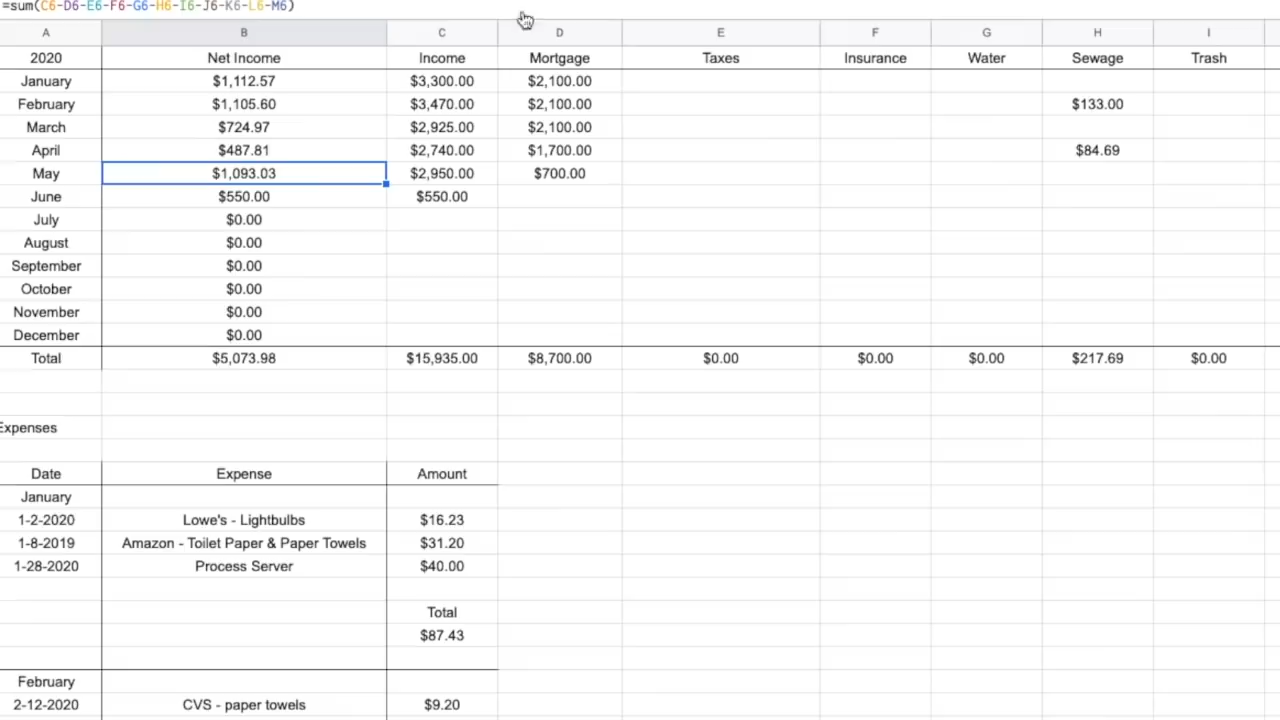 =sum(C6-D6-E6-F6-G6-H6-I6-J6-K6-L6-M6)
A B C D E F G H I
2020 Net Income Income Mortgage Taxes Insurance Water Sewage Trash
January $1,112.57 $3,300.00 $2,100.00
February $1,105.60 $3,470.00 $2,100.00 $133.00
March $724.97 $2,925.00 $2,100.00
April $487.81 $2,740.00 $1,700.00 $84.69
May $1,093.03 $2,950.00 $700.00
June $550.00 $550.00
July $0.00
August $0.00
September $0.00
October $0.00
November $0.00
December $0.00
Total $5,073.98 $15,935.00 $8,700.00 $0.00 $0.00 $0.00 $217.69 $0.00
Expenses
Date Expense Amount
January
1-2-2020 Lowe's - Lightbulbs $16.23
1-8-2019 Amazon - Toilet Paper & Paper Towels $31.20
1-28-2020 Process Server $40.00
Total
$87.43
February
2-12-2020 CVS - paper towels $9.20